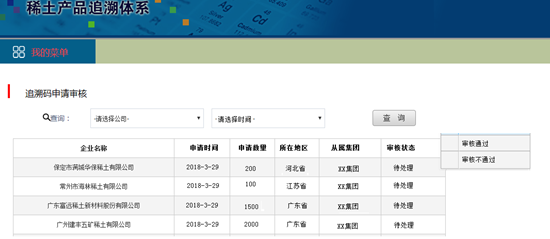 稀土产品追溯体系
Ag
Cd
我的菜单
追溯码申请审核
查询： -请选择公司- -请选择时间- 查 询
企业名称 申请时间 申请数量 所在地区 从属集团 审核状态
保定市满城华保稀土有限公司 2018-3-29 200 河北省 XX集团 待处理
常州市海林稀土有限公司 2018-3-29 100 江苏省 XX集团 待处理
广东富远稀土新材料股份有限公司 2018-3-29 1500 广东省 XX集团 待处理
广州建丰五矿稀土有限公司 2018-3-29 2000 广东省 XX集团 待处理
审核通过
审核不通过